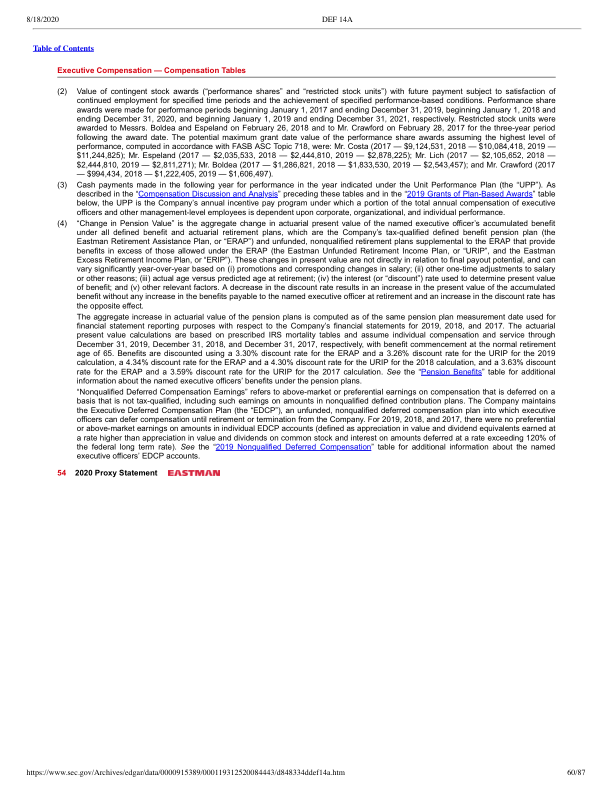 8/18/2020 DEF 14A
Table of Contents
Executive Compensation — Compensation Tables
(2) Value of contingent stock awards (“performance shares” and “restricted stock units”) with future payment subject to satisfaction of
continued employment for specified time periods and the achievement of specified performance-based conditions. Performance share
awards were made for performance periods beginning January 1, 2017 and ending December 31, 2019, beginning January 1, 2018 and
ending December 31, 2020, and beginning January 1, 2019 and ending December 31, 2021, respectively. Restricted stock units were
awarded to Messrs. Boldea and Espeland on February 26, 2018 and to Mr. Crawford on February 28, 2017 for the three-year period
following the award date. The potential maximum grant date value of the performance share awards assuming the highest level of
performance, computed in accordance with FASB ASC Topic 718, were: Mr. Costa (2017 — $9,124,531, 2018 — $10,084,418, 2019 —
$11,244,825); Mr. Espeland (2017 — $2,035,533, 2018 — $2,444,810, 2019 — $2,878,225); Mr. Lich (2017 — $2,105,652, 2018 —
$2,444,810, 2019 — $2,811,271); Mr. Boldea (2017 — $1,286,821, 2018 — $1,833,530, 2019 — $2,543,457); and Mr. Crawford (2017
— $994,434, 2018 — $1,222,405, 2019 — $1,606,497).
(3) Cash payments made in the following year for performance in the year indicated under the Unit Performance Plan (the “UPP”). As
described in the “Compensation Discussion and Analysis” preceding these tables and in the “2019 Grants of Plan-Based Awards” table
below, the UPP is the Company’s annual incentive pay program under which a portion of the total annual compensation of executive
officers and other management-level employees is dependent upon corporate, organizational, and individual performance.
(4) “Change in Pension Value” is the aggregate change in actuarial present value of the named executive officer’s accumulated benefit
under all defined benefit and actuarial retirement plans, which are the Company’s tax-qualified defined benefit pension plan (the
Eastman Retirement Assistance Plan, or “ERAP”) and unfunded, nonqualified retirement plans supplemental to the ERAP that provide
benefits in excess of those allowed under the ERAP (the Eastman Unfunded Retirement Income Plan, or “URIP”, and the Eastman
Excess Retirement Income Plan, or “ERIP”). These changes in present value are not directly in relation to final payout potential, and can
vary significantly year-over-year based on (i) promotions and corresponding changes in salary; (ii) other one-time adjustments to salary
or other reasons; (iii) actual age versus predicted age at retirement; (iv) the interest (or “discount”) rate used to determine present value
of benefit; and (v) other relevant factors. A decrease in the discount rate results in an increase in the present value of the accumulated
benefit without any increase in the benefits payable to the named executive officer at retirement and an increase in the discount rate has
the opposite effect.
The aggregate increase in actuarial value of the pension plans is computed as of the same pension plan measurement date used for
financial statement reporting purposes with respect to the Company’s financial statements for 2019, 2018, and 2017. The actuarial
present value calculations are based on prescribed IRS mortality tables and assume individual compensation and service through
December 31, 2019, December 31, 2018, and December 31, 2017, respectively, with benefit commencement at the normal retirement
age of 65. Benefits are discounted using a 3.30% discount rate for the ERAP and a 3.26% discount rate for the URIP for the 2019
calculation, a 4.34% discount rate for the ERAP and a 4.30% discount rate for the URIP for the 2018 calculation, and a 3.63% discount
rate for the ERAP and a 3.59% discount rate for the URIP for the 2017 calculation. See the “Pension Benefits” table for additional
information about the named executive officers’ benefits under the pension plans.
“Nonqualified Deferred Compensation Earnings” refers to above-market or preferential earnings on compensation that is deferred on a
basis that is not tax-qualified, including such earnings on amounts in nonqualified defined contribution plans. The Company maintains
the Executive Deferred Compensation Plan (the “EDCP”), an unfunded, nonqualified deferred compensation plan into which executive
officers can defer compensation until retirement or termination from the Company. For 2019, 2018, and 2017, there were no preferential
or above-market earnings on amounts in individual EDCP accounts (defined as appreciation in value and dividend equivalents earned at
a rate higher than appreciation in value and dividends on common stock and interest on amounts deferred at a rate exceeding 120% of
the federal long term rate). See the “2019 Nonqualified Deferred Compensation” table for additional information about the named
executive officers’ EDCP accounts.
54 2020 Proxy Statement EASTMAN
https://www.sec.gov/Archives/edgar/data/0000915389/000119312520084443/d848334ddef14a.htm 60/87